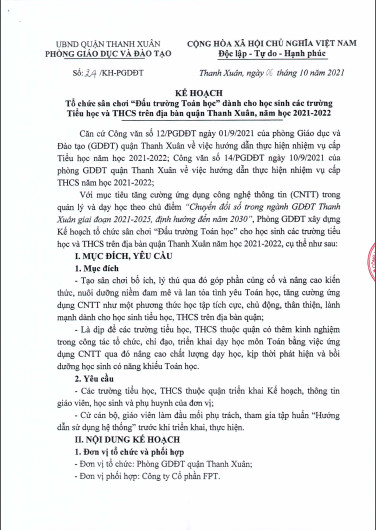 UBND QUẬN THANH XUÂN
PHÒNG GIÁO DỤC VÀ ĐÀO TẠO
CỘNG HÒA XÃ HỘI CHỦ NGHĨA VIỆT NAM
Độc lập - Tự do - Hạnh phúc
Số: 24 /KH-PGDĐT
Thanh Xuân, ngày 06 tháng 10 năm 2021
KẾ HOẠCH
Tổ chức sân chơi “Đấu trường Toán học” dành cho học sinh các trường
Tiểu học và THCS trên địa bàn quận Thanh Xuân, năm học 2021-2022
Căn cứ Công văn số 12/PGDĐT ngày 01/9/2021 của phòng Giáo dục và
Đào tạo (GDĐT) quận Thanh Xuân về việc hướng dẫn thực hiện nhiệm vụ cấp
Tiểu học năm học 2021-2022; Công văn số 14/PGDĐT ngày 10/9/2021 của
phòng GDĐT quận Thanh Xuân về việc hướng dẫn thực hiện nhiệm vụ cấp
THCS năm học 2021-2022;
Với mục tiêu tăng cường ứng dụng công nghệ thông tin (CNTT) trong
quản lý và dạy học theo chủ điểm “Chuyển đổi số trong ngành GDĐT Thanh
Xuân giai đoạn 2021-2025, định hướng đến năm 2030”, Phòng GDĐT xây dựng
Kế hoạch tổ chức sân chơi “Đấu trường Toán học” cho học sinh các trường tiểu
học và THCS trên địa bàn quận Thanh Xuân năm học 2021-2022, cụ thể như sau:
I. MỤC ĐÍCH, YÊU CẦU
1. Mục đích
- Tạo sân chơi bổ ích, lý thú qua đó góp phần củng cố và nâng cao kiến
thức, nuôi dưỡng niềm đam mê và lan tỏa tình yêu Toán học, tăng cường ứng
dụng CNTT như một phương thức học tập tích cực, chủ động, thân thiện, lành
mạnh dành cho học sinh tiểu học, THCS trên địa bàn quận;
- Là dịp để các trường tiểu học, THCS thuộc quận có thêm kinh nghiệm
trong công tác tổ chức, chỉ đạo, triển khai dạy học môn Toán bằng việc ứng
dụng CNTT qua đó nâng cao chất lượng dạy học, kịp thời phát hiện và bồi
dưỡng học sinh có năng khiếu Toán học.
2. Yêu cầu
- Các trường tiểu học, THCS thuộc quận triển khai Kế hoạch, thông tin
giáo viên, học sinh và phụ huynh của đơn vị;
- Cử cán bộ, giáo viên làm đầu mối phụ trách, tham gia tập huấn “Hướng
dẫn sử dụng hệ thống” trước khi triển khai, thực hiện.
II. NỘI DUNG KẾ HOẠCH
1. Đơn vị tổ chức và phối hợp
- Đơn vị tổ chức: Phòng GDĐT quận Thanh Xuân;
- Đơn vị phối hợp: Công ty Cổ phần FPT.